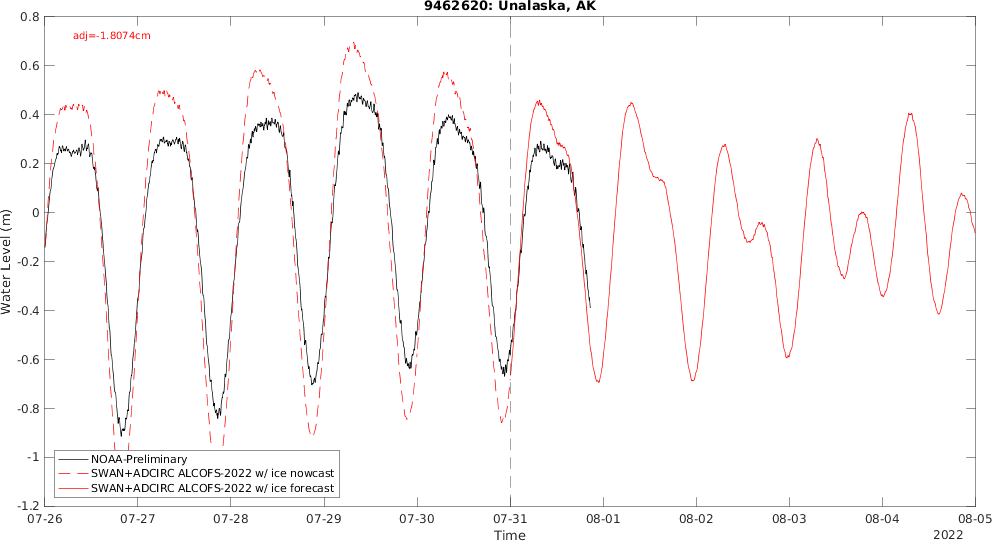 9462620: Unalaska, AK
adj=-1.8074cm
0.8
0.6
0.4
0.2
0
-0.2
-0.4
-0.6
-0.8
-1
-1.2
Water Level (m)
NOAA-Preliminary
SWAN+ADCIRC ALCOFS-2022 w/ ice nowcast
SWAN+ADCIRC ALCOFS-2022 w/ ice forecast
07-26 07-27 07-28 07-29 07-30 07-31 08-01 08-02 08-03 08-04 08-05
Time
2022